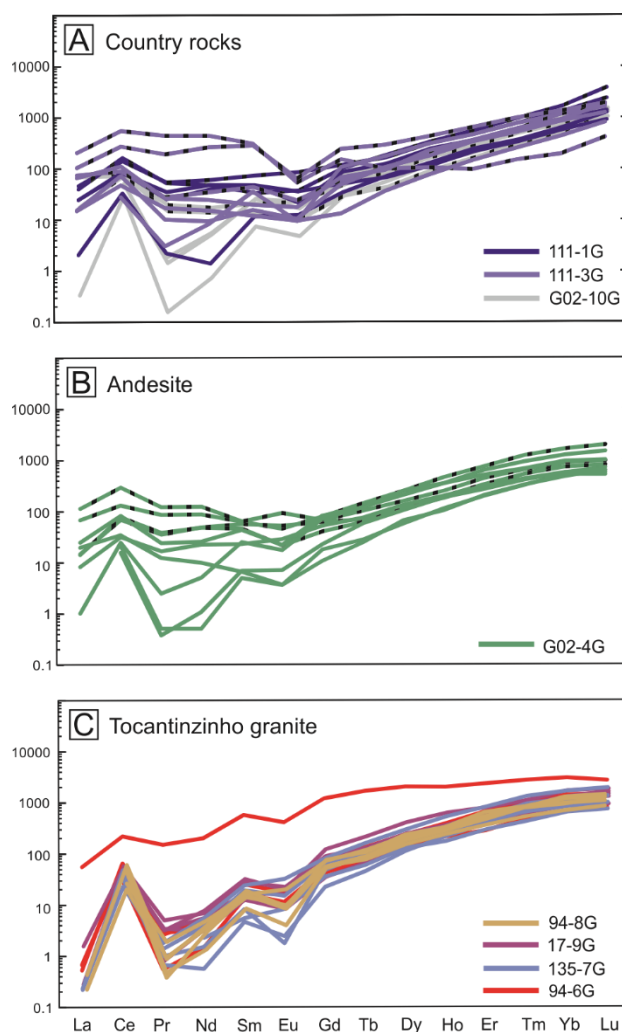 A Country rocks
10000
1000
100
10
1
0.1
111-1G
111-3G
G02-10G
B Andesite
10000
1000
100
10
1
0.1
G02-4G
C Tocantinzinho granite
10000
1000
100
10
1
0.1
94-8G
17-9G
135-7G
94-6G
La Ce Pr Nd Sm Eu Gd Tb Dy Ho Er Tm Yb Lu